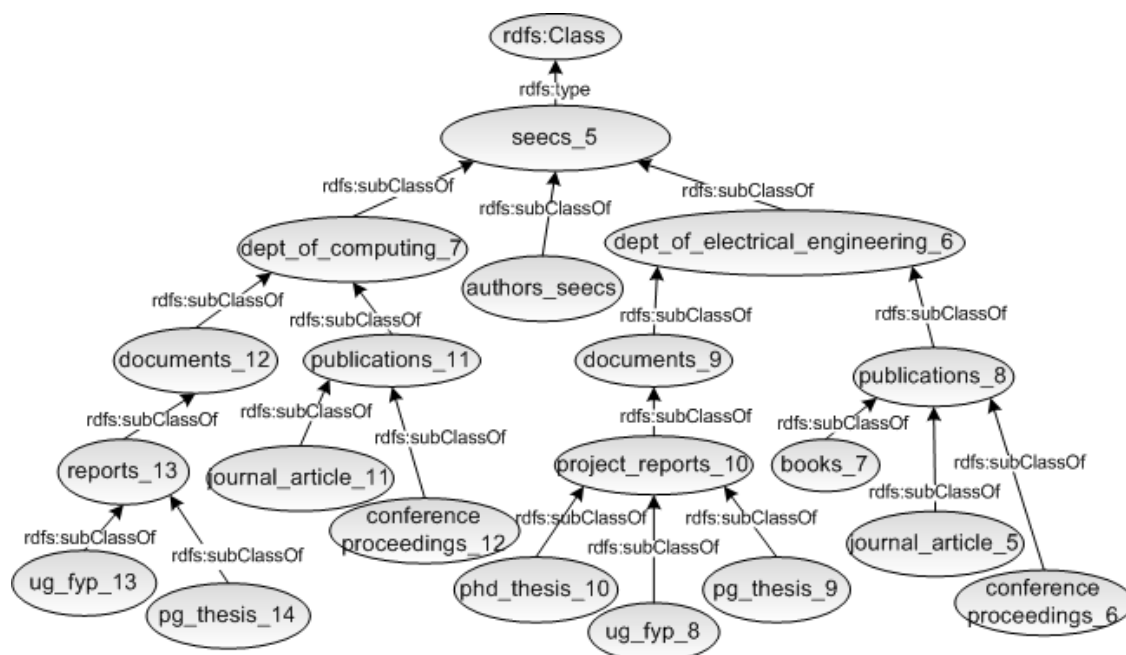 rdfs:Class
rdfs:type
seecs_5
rdfs:subClassOf
rdfs:subClassOf
rdfs:subClassOf
dept_of_computing_7
authors_seecs
dept_of_electrical_engineering_6
rdfs:subClassOf
rdfs:subClassOf
rdfs:subClassOf
rdfs:subClassOf
documents_12
publications_11
documents_9
publications_8
rdfs:subClassOf
rdfs:subClassOf
rdfs:subClassOf
rdfs:subClassOf
rdfs:subClassOf
rdfs:subClassOf
rdfs:subClassOf
reports_13
journal_article_11
conference
proceedings_12
project_reports_10
books_7
journal_article_5
conference
proceedings_6
rdfs:subClassOf
rdfs:subClassOf
rdfs:subClassOf
rdfs:subClassOf
rdfs:subClassOf
ug_fyp_13
pg_thesis_14
phd_thesis_10
ug_fyp_8
pg_thesis_9